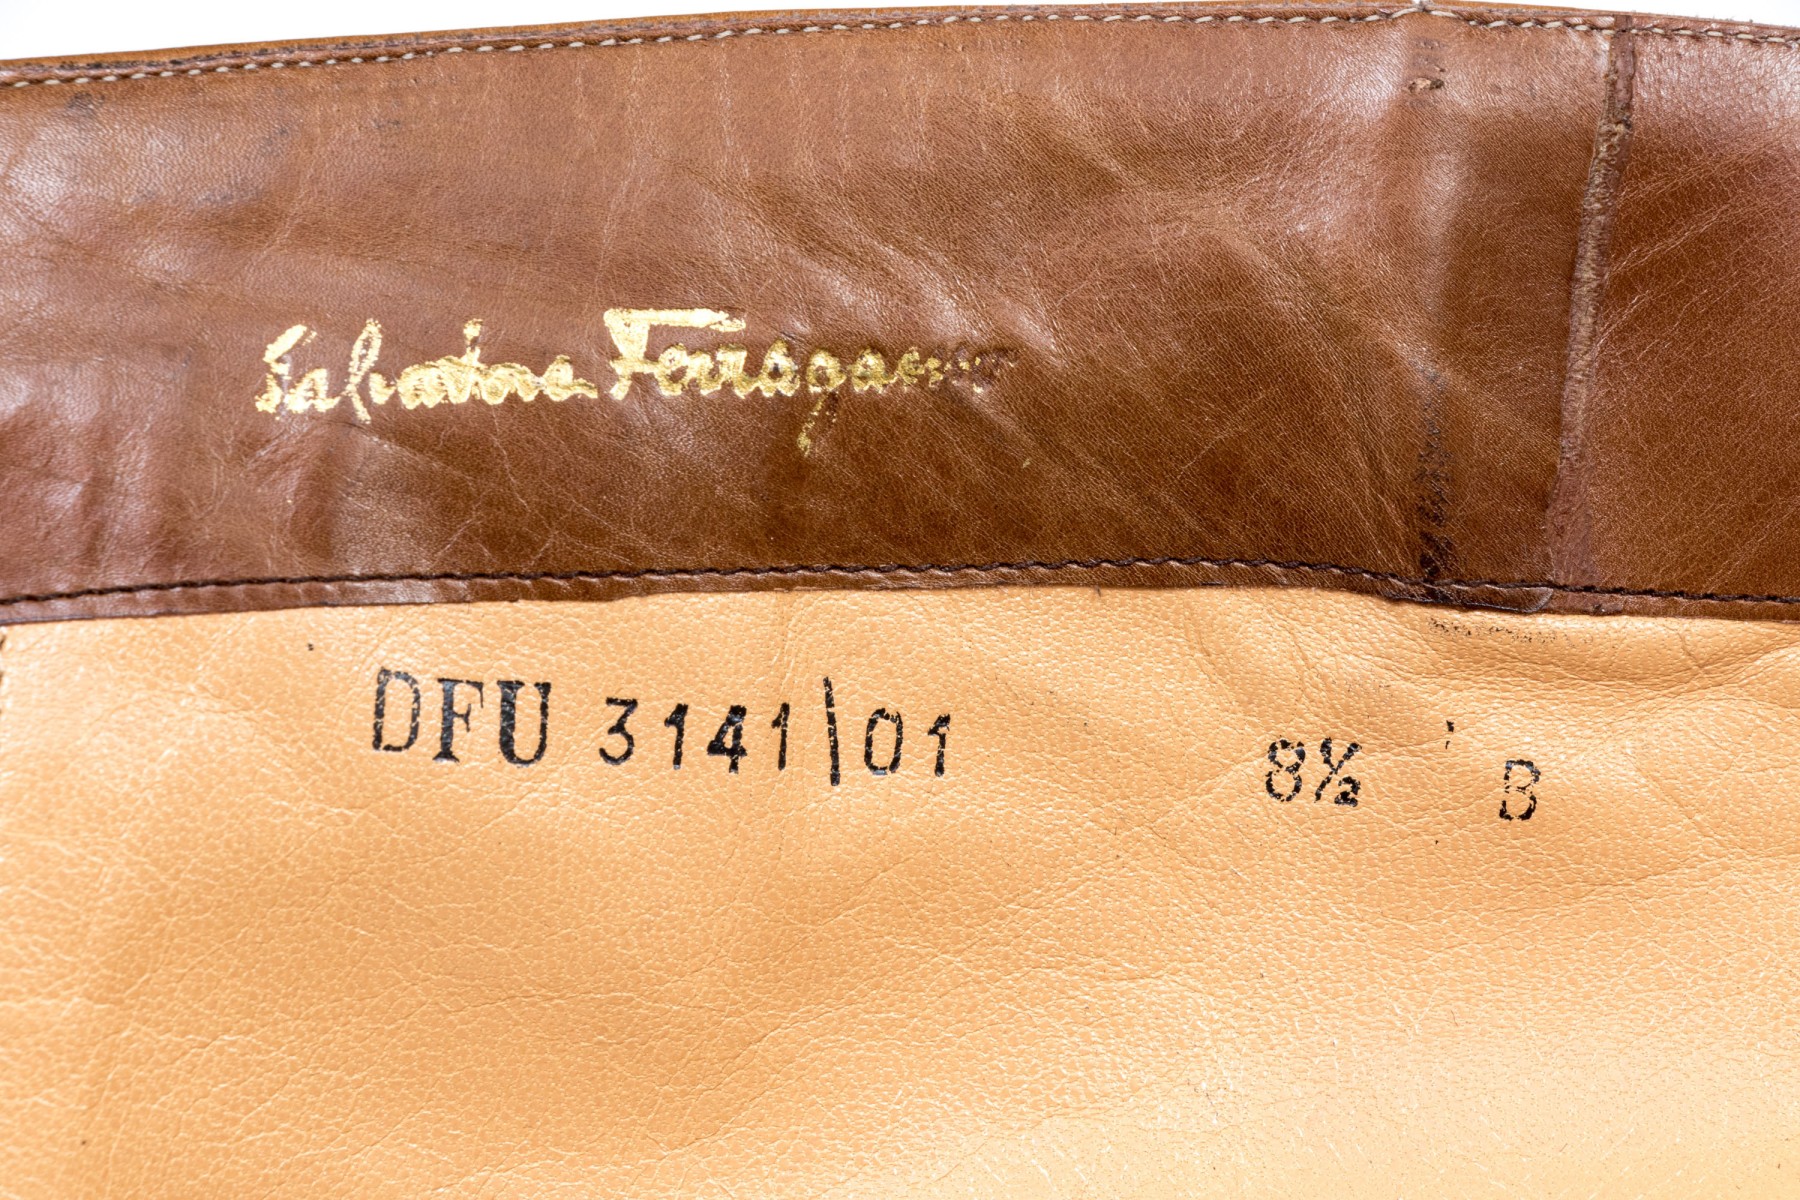 Salvatore Ferragamo
DFU 3141\01 8½ B